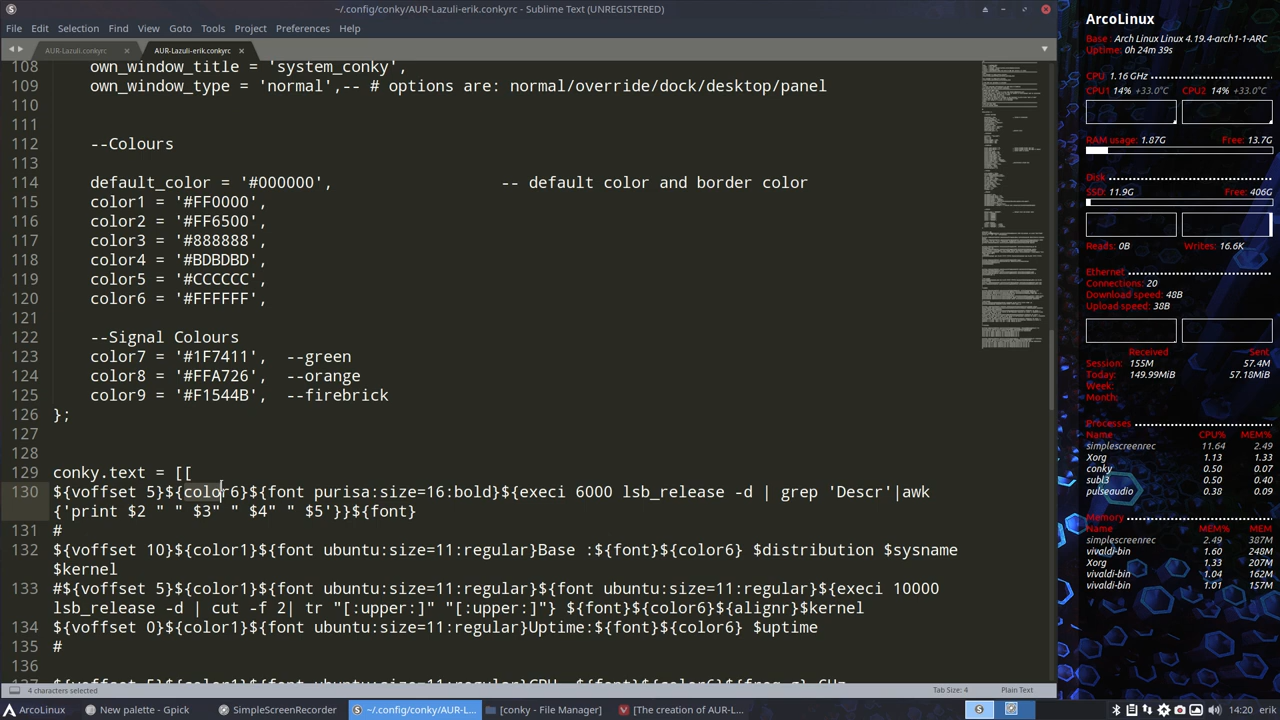 ~/.config/conky/AUR-Lazuli-erik.conkyrc - Sublime Text (UNREGISTERED)
File Edit Selection Find View Goto Tools Project Preferences Help
AUR-Lazuli.conkyrc × AUR-Lazuli-erik.conkyrc ×
108 own_window_title = 'system_conky',
109 own_window_type = 'normal',-- # options are: normal/override/dock/desktop/panel
110
111
112 --Colours
113
114 default_color = '#000000', -- default color and border color
115 color1 = '#FF0000',
116 color2 = '#FF6500',
117 color3 = '#888888',
118 color4 = '#BDBDBD',
119 color5 = '#CCCCCC',
120 color6 = '#FFFFFF',
121
122 --Signal Colours
123 color7 = '#1F7411', --green
124 color8 = '#FFA726', --orange
125 color9 = '#F1544B', --firebrick
126 };
127
128
129 conky.text = [[
130 ${voffset 5}${color6}${font purisa:size=16:bold}${execi 6000 lsb_release -d | grep 'Descr'|awk
{'print $2 " " $3" " $4" " $5'}}${font}
131 #
132 ${voffset 10}${color1}${font ubuntu:size=11:regular}Base :${font}${color6} $distribution $sysname
$kernel
133 #${voffset 5}${color1}${font ubuntu:size=11:regular}${font ubuntu:size=11:regular}${execi 10000
lsb_release -d | cut -f 2| tr "[:upper:]" "[:upper:]"} ${font}${color6}${alignr}$kernel
134 ${voffset 0}${color1}${font ubuntu:size=11:regular}Uptime:${font}${color6} $uptime
135 #
136
4 characters selected Tab Size: 4 Plain Text
ArcoLinux New palette - Gpick SimpleScreenRecorder ~/.config/conky/AUR-L... [conky - File Manager] [The creation of AUR-L... 14:20 erik
ArcoLinux
Base : Arch Linux Linux 4.19.4-arch1-1-ARC
Uptime: 0h 24m 39s
CPU 1.16 GHz
CPU1 14% +33.0°C CPU2 14% +33.0°C
RAM usage: 1.87G Free: 13.7G
Disk
SSD: 11.9G Free: 406G
Reads: 0B Writes: 16.6K
Ethernet
Connections: 20
Download speed: 48B
Upload speed: 38B
Received Sent
Session: 155M 57.4M
Today: 149.99MiB 57.18MiB
Week:
Month:
Processes
Name CPU% MEM%
simplescreenrec 11.64 2.49
Xorg 1.13 1.33
conky 0.50 0.07
subl3 0.50 0.40
pulseaudio 0.38 0.09
Memory
Name MEM% MEM
simplescreenrec 2.49 387M
vivaldi-bin 1.60 248M
Xorg 1.33 207M
vivaldi-bin 1.04 162M
vivaldi-bin 1.01 157M